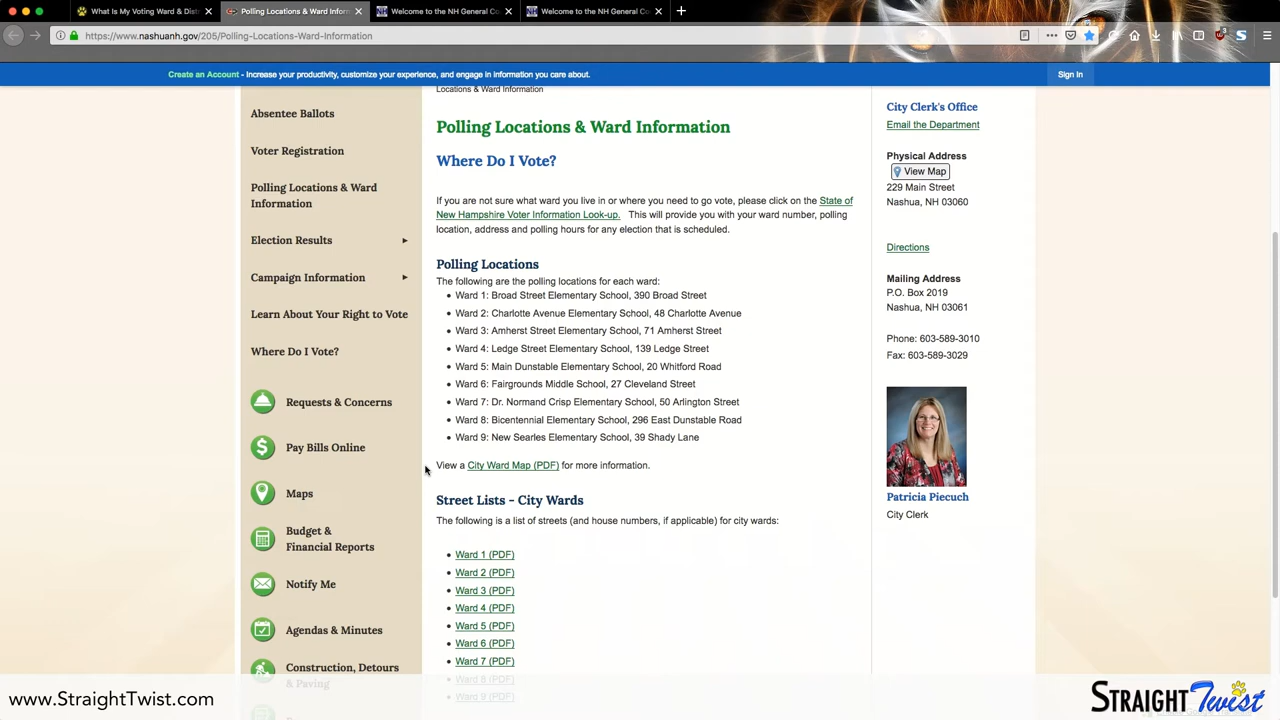 What Is My Voting Ward & Dist
Polling Locations & Ward Inform
Welcome to the NH General Co
Welcome to the NH General Co
https://www.nashuanh.gov/205/Polling-Locations-Ward-Information
Create an Account - Increase your productivity, customize your experience, and engage in information you care about.
Sign In
Locations & Ward Information
Absentee Ballots
Voter Registration
Polling Locations & Ward
Information
Election Results
Campaign Information
Learn About Your Right to Vote
Where Do I Vote?
Requests & Concerns
Pay Bills Online
Maps
Budget &
Financial Reports
Notify Me
Agendas & Minutes
Construction, Detours
& Paving
Polling Locations & Ward Information
Where Do I Vote?
If you are not sure what ward you live in or where you need to go vote, please click on the State of
New Hampshire Voter Information Look-up. This will provide you with your ward number, polling
location, address and polling hours for any election that is scheduled.
Polling Locations
The following are the polling locations for each ward:
Ward 1: Broad Street Elementary School, 390 Broad Street
Ward 2: Charlotte Avenue Elementary School, 48 Charlotte Avenue
Ward 3: Amherst Street Elementary School, 71 Amherst Street
Ward 4: Ledge Street Elementary School, 139 Ledge Street
Ward 5: Main Dunstable Elementary School, 20 Whitford Road
Ward 6: Fairgrounds Middle School, 27 Cleveland Street
Ward 7: Dr. Normand Crisp Elementary School, 50 Arlington Street
Ward 8: Bicentennial Elementary School, 296 East Dunstable Road
Ward 9: New Searles Elementary School, 39 Shady Lane
View a City Ward Map (PDF) for more information.
Street Lists - City Wards
The following is a list of streets (and house numbers, if applicable) for city wards:
Ward 1 (PDF)
Ward 2 (PDF)
Ward 3 (PDF)
Ward 4 (PDF)
Ward 5 (PDF)
Ward 6 (PDF)
Ward 7 (PDF)
Ward 8 (PDF)
Ward 9 (PDF)
City Clerk's Office
Email the Department
Physical Address
View Map
229 Main Street
Nashua, NH 03060
Directions
Mailing Address
P.O. Box 2019
Nashua, NH 03061
Phone: 603-589-3010
Fax: 603-589-3029
Patricia Piecuch
City Clerk
www.StraightTwist.com
STRAIGHT Twist